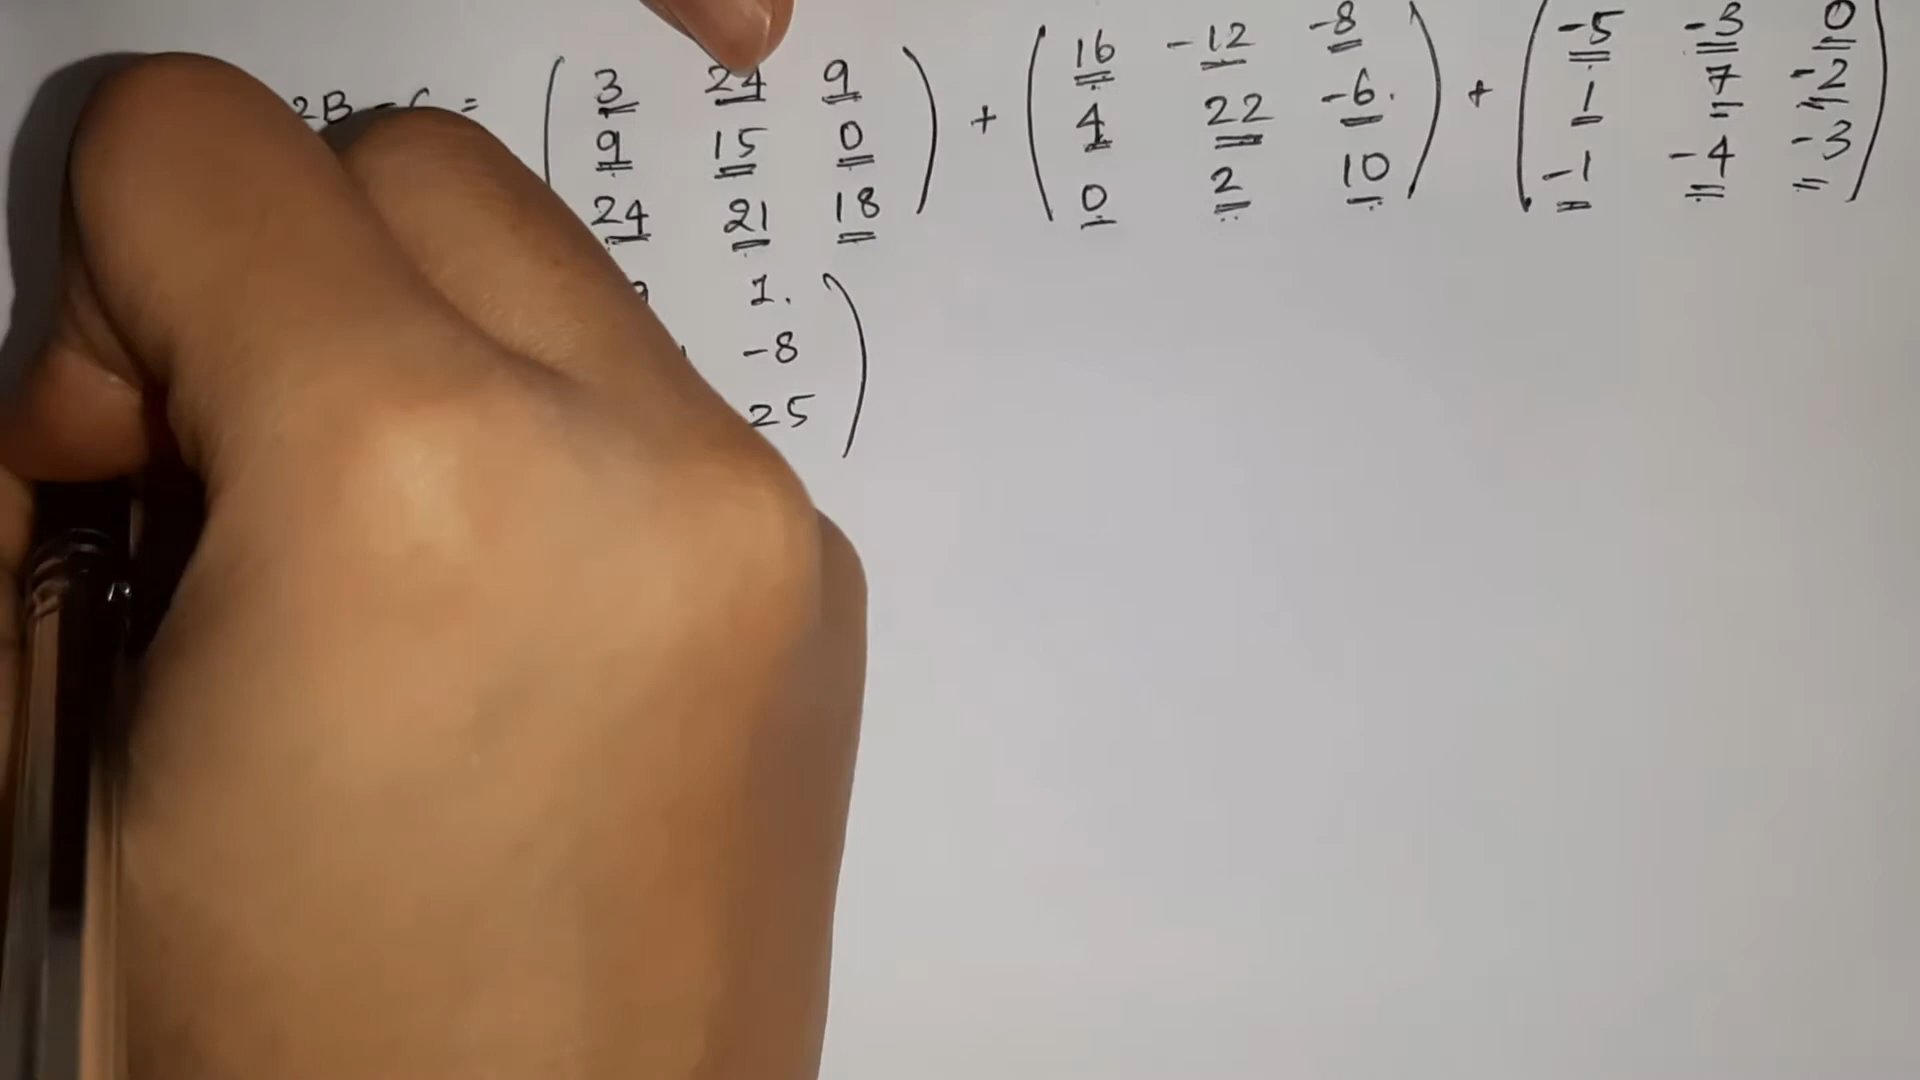 2B - C = ( 3 24 9 ) + ( 16 -12 -8 ) + ( -5 -3 0 )
9 15 0 4 22 -6. 1 7 -2
24 21 18 0 2 10 -1 -4 -3
1. )
-8
25